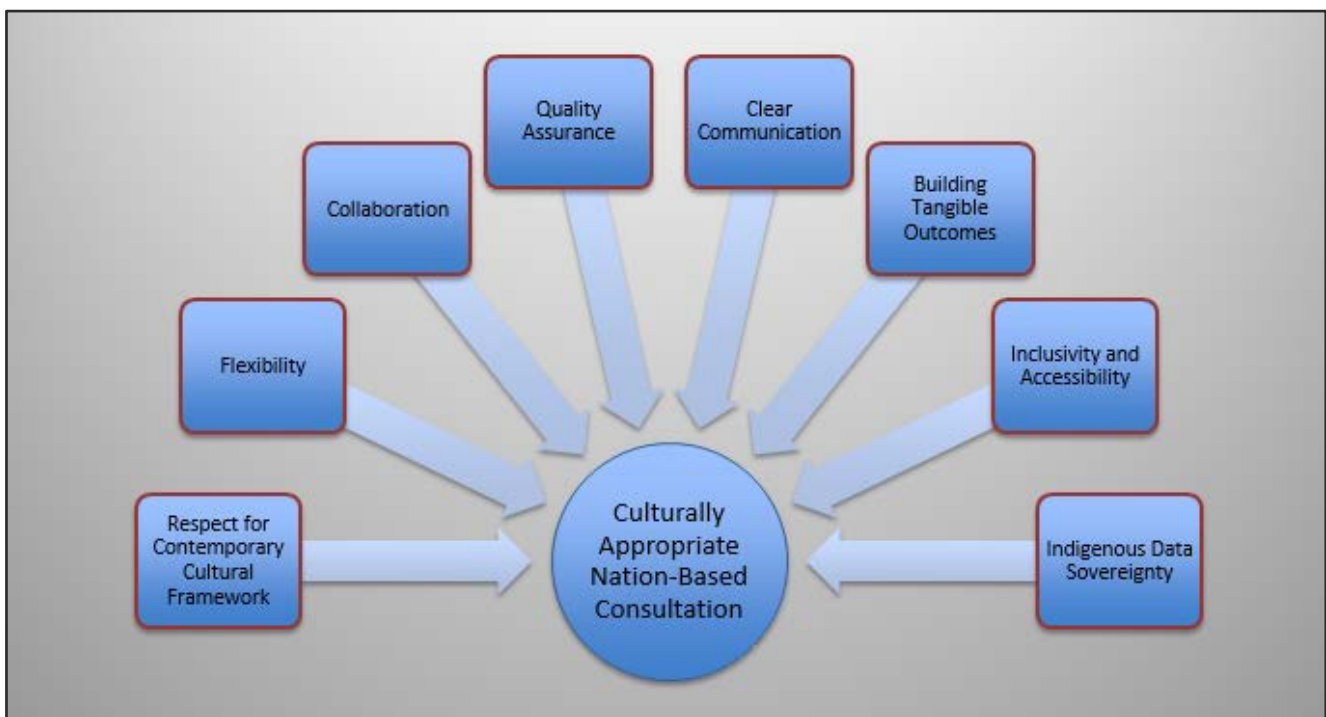 Quality
Assurance
Clear
Communication
Collaboration
Building
Tangible
Outcomes
Flexibility
Inclusivity and
Accessibility
Respect for
Contemporary
Cultural
Framework
Culturally
Appropriate
Nation-Based
Consultation
Indigenous Data
Sovereignty